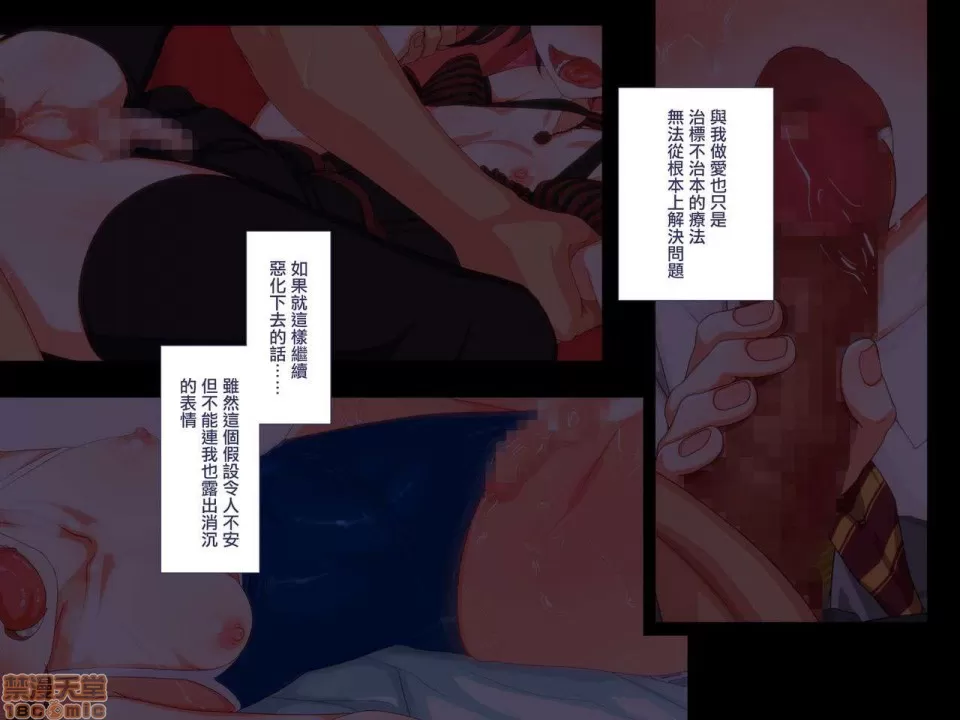 與我做愛也只是
治標不治本的療法
無法從根本上解決問題
如果就這樣繼續
惡化下去的話……
雖然這個假設令人不安
但不能連我也露出消沉
的表情
禁漫天堂
18comic